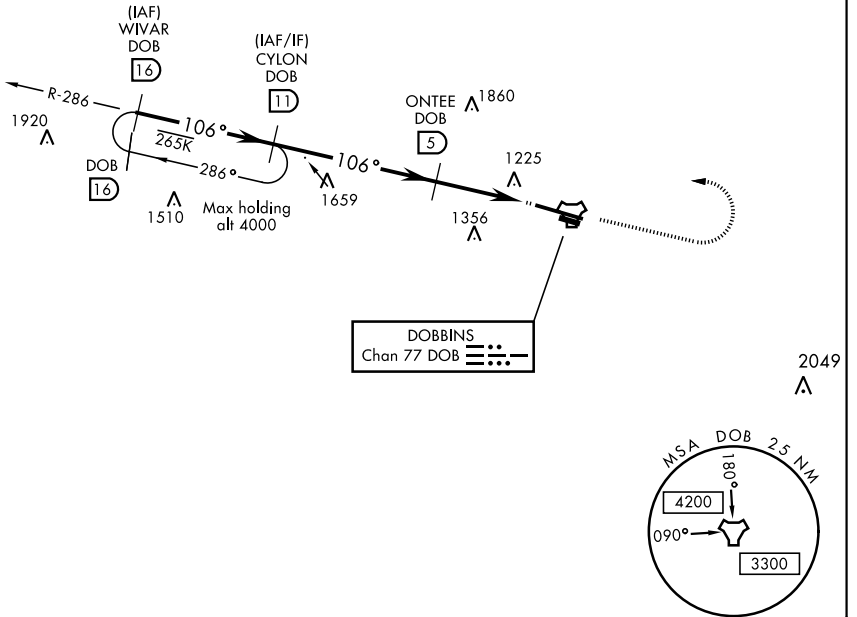 (IAF)
WIVAR
DOB
16
(IAF/IF)
CYLON
DOB
11
ONTEE
DOB
5
1860
R-286
1920
106°
265K
286°
DOB
16
1510
Max holding
alt 4000
1659
106°
1225
1356
DOBBINS
Chan 77 DOB
2049
MSA DOB 25 NM
180°
4200
090°
3300